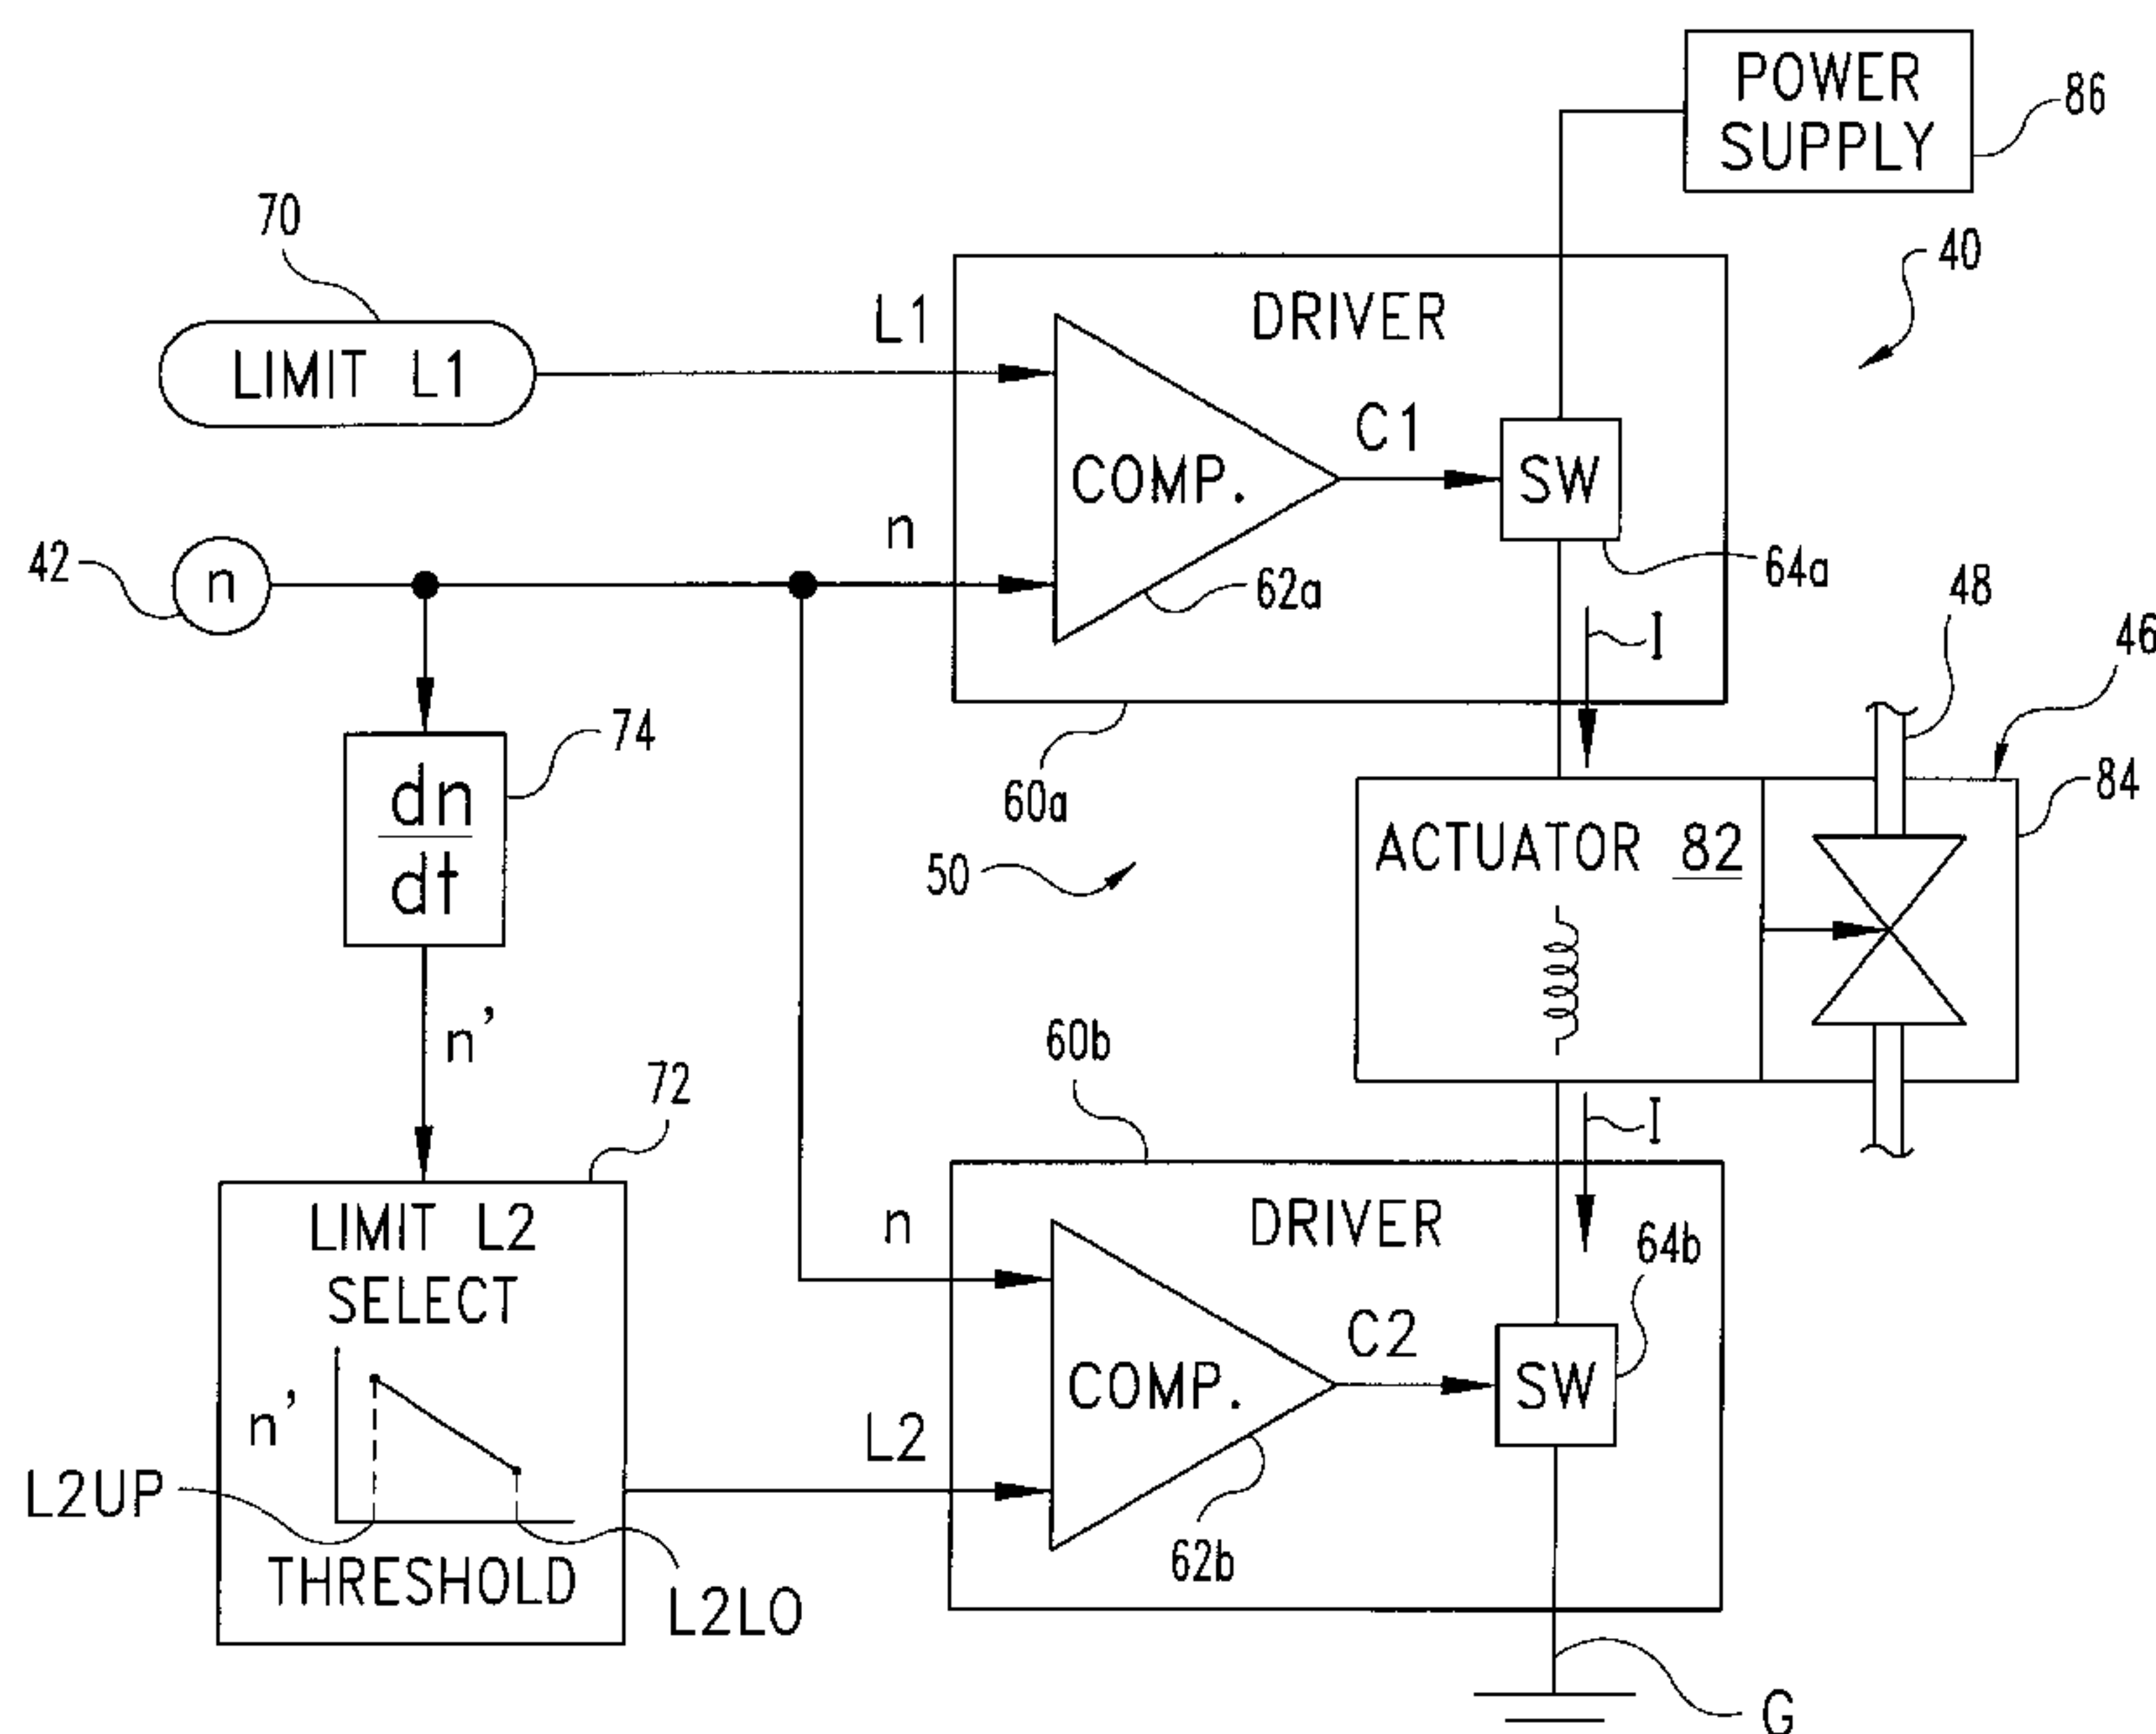 POWER
SUPPLY
86
40
70
LIMIT L1
L1
DRIVER
COMP.
C1
SW
64a
n
42
n
62a
I
48
46
74
dn
dt
60a
50
ACTUATOR 82
84
n'
60b
I
72
LIMIT L2
SELECT
n
DRIVER
64b
C2
COMP.
SW
n'
L2
L2UP
62b
THRESHOLD
L2LO
G